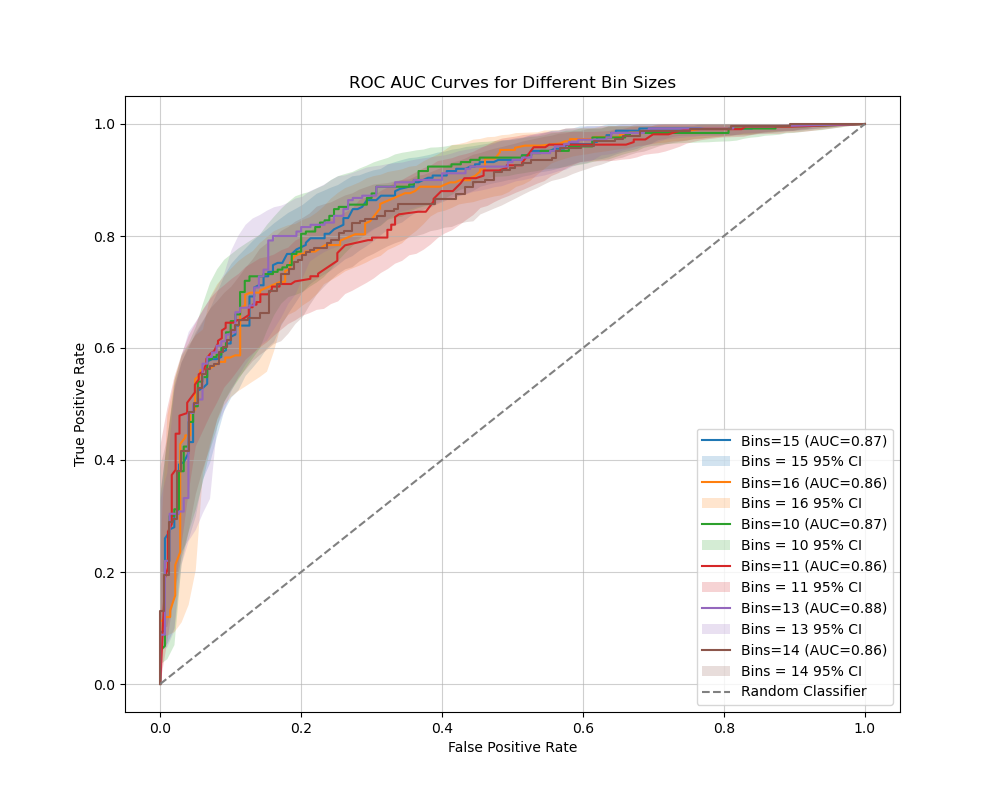 ROC AUC Curves for Different Bin Sizes
True Positive Rate
1.0
0.8
0.6
0.4
0.2
0.0
Bins=15 (AUC=0.87)
Bins = 15 95% CI
Bins=16 (AUC=0.86)
Bins = 16 95% CI
Bins=10 (AUC=0.87)
Bins = 10 95% CI
Bins=11 (AUC=0.86)
Bins = 11 95% CI
Bins=13 (AUC=0.88)
Bins = 13 95% CI
Bins=14 (AUC=0.86)
Bins = 14 95% CI
Random Classifier
0.0 0.2 0.4 0.6 0.8 1.0
False Positive Rate